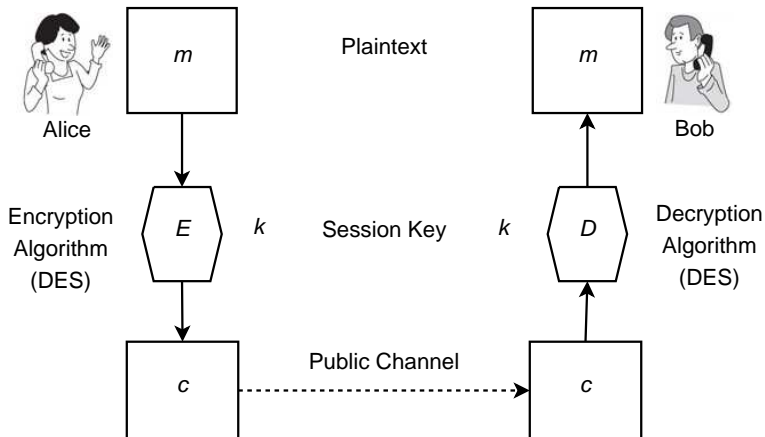 m
Plaintext
m
Alice
Bob
Encryption
Algorithm
(DES)
E
k
Session Key
k
D
Decryption
Algorithm
(DES)
Public Channel
c
c